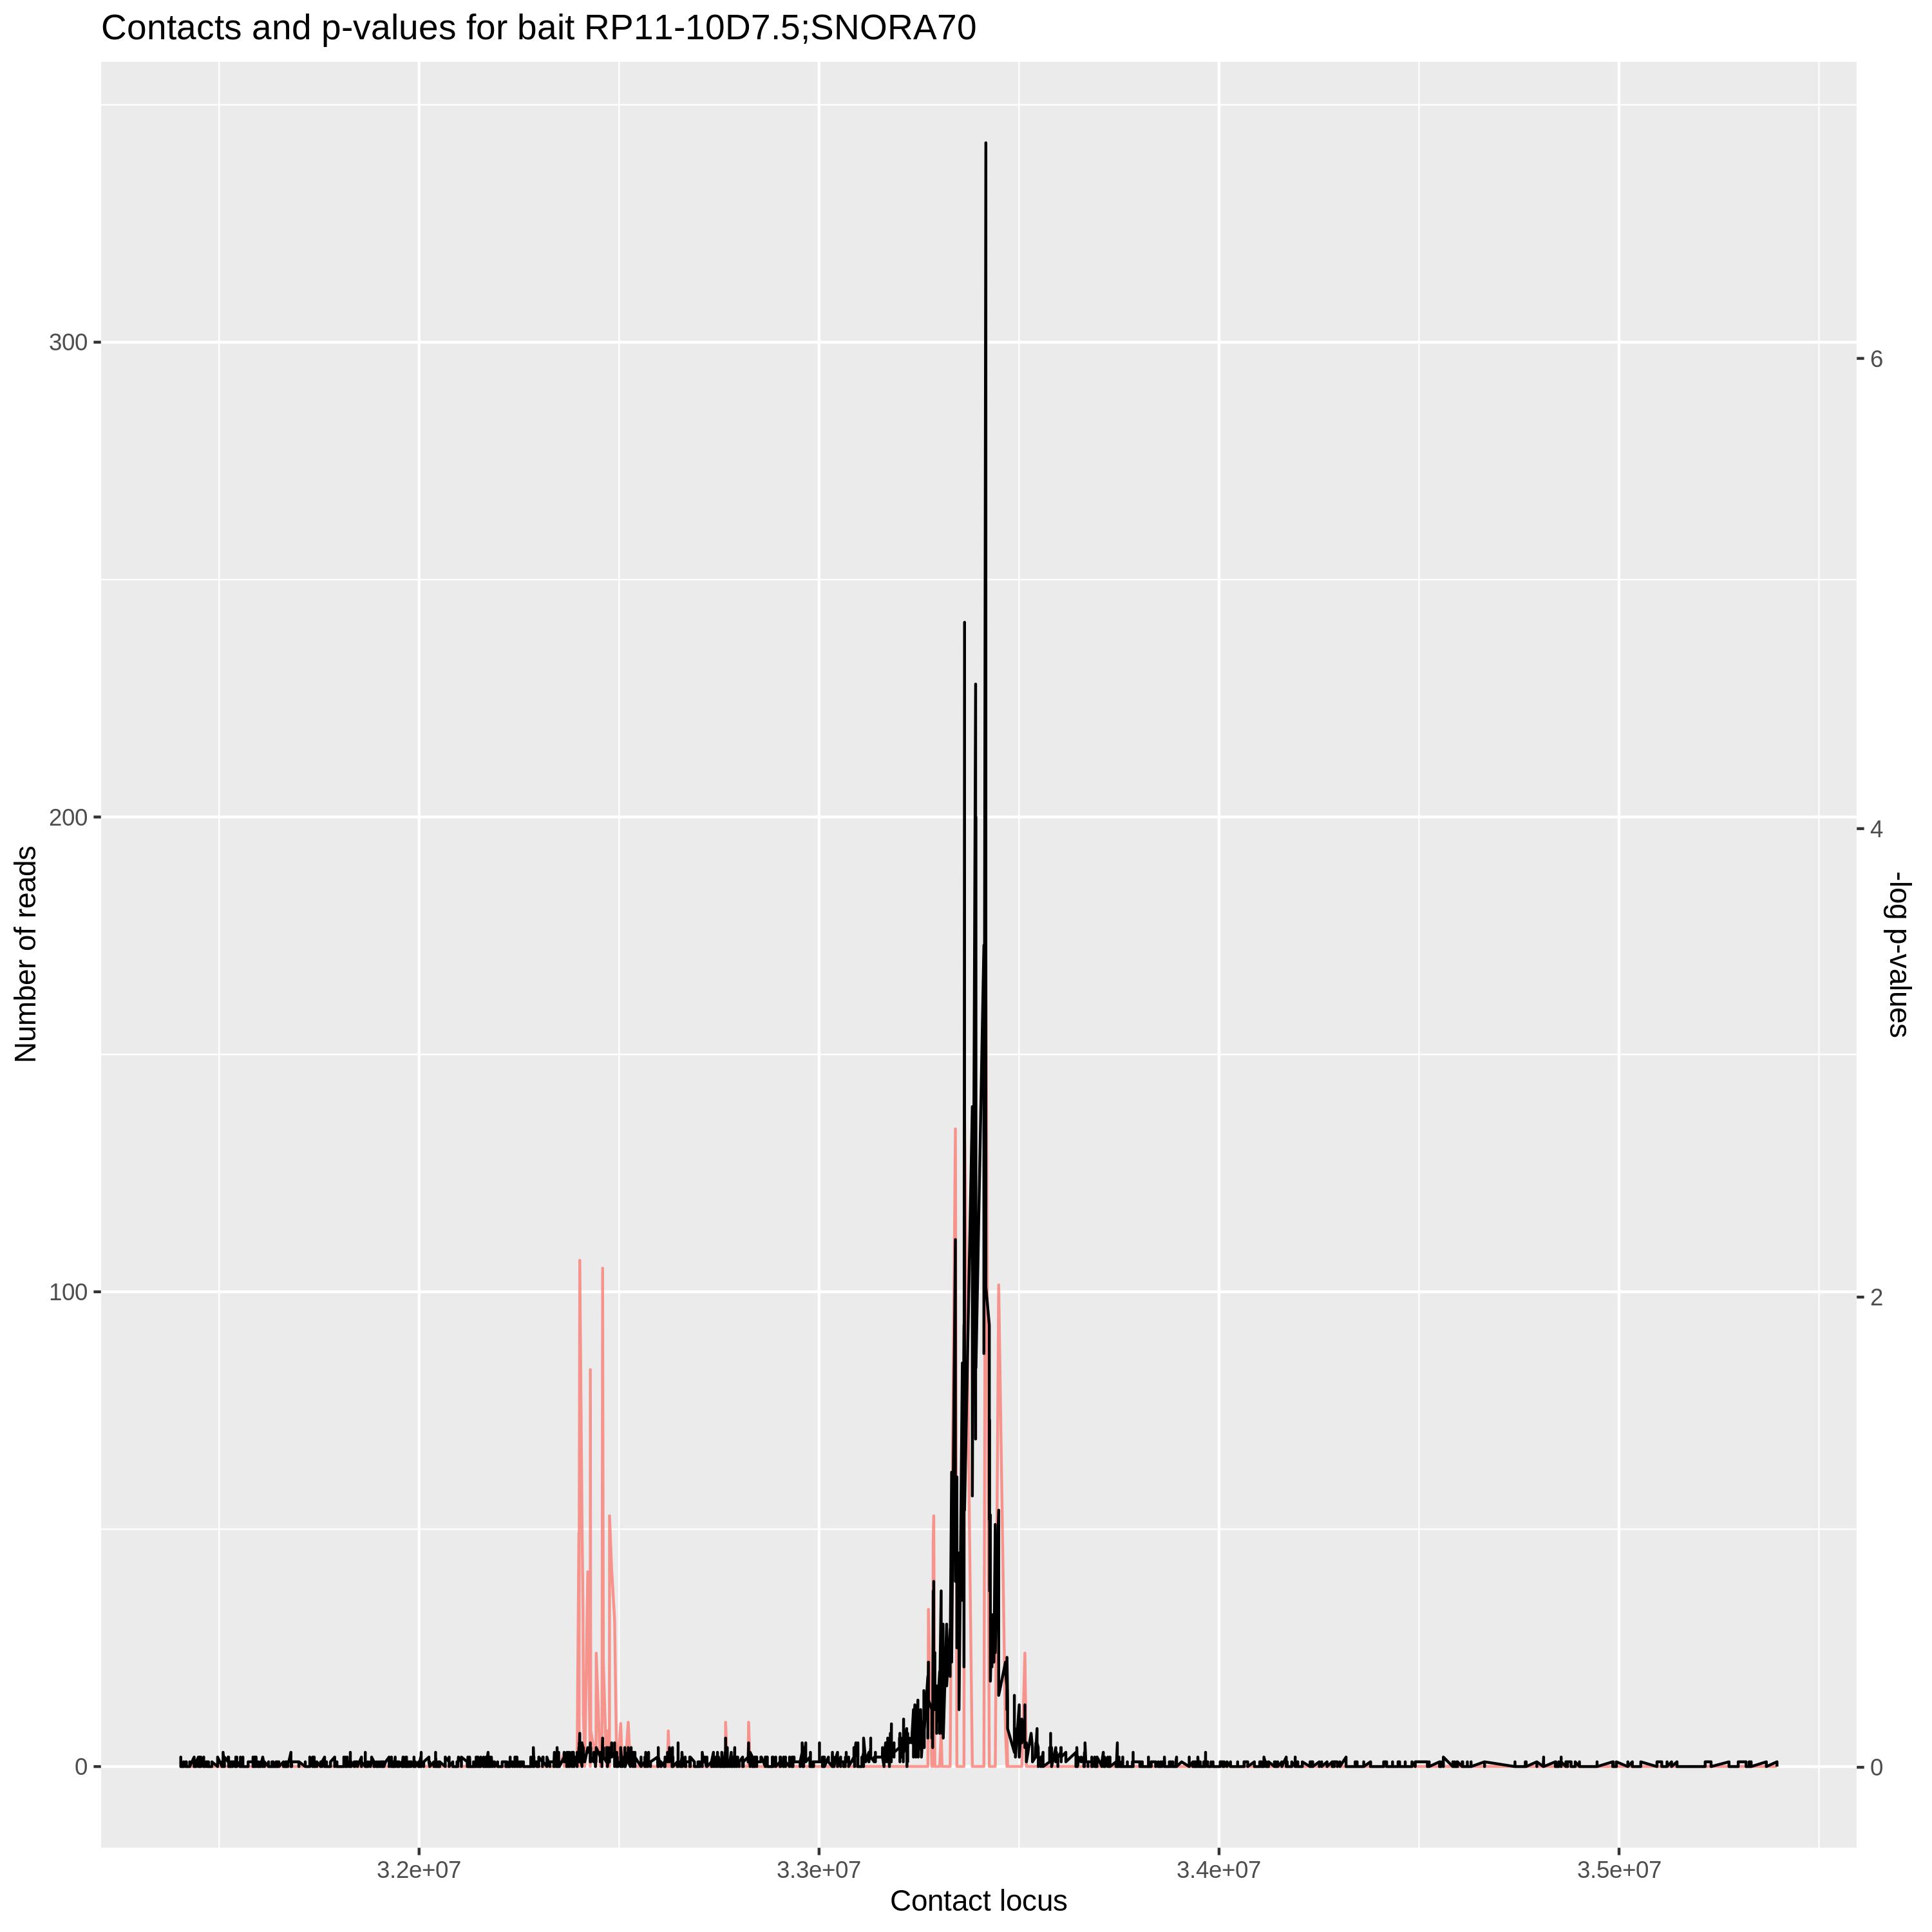 Contacts and p-values for bait RP11-10D7.5;SNORA70
300
200
100
0
Number of reads
6
4
2
0
-log p-values
3.2e+07
3.3e+07
3.4e+07
3.5e+07
Contact locus